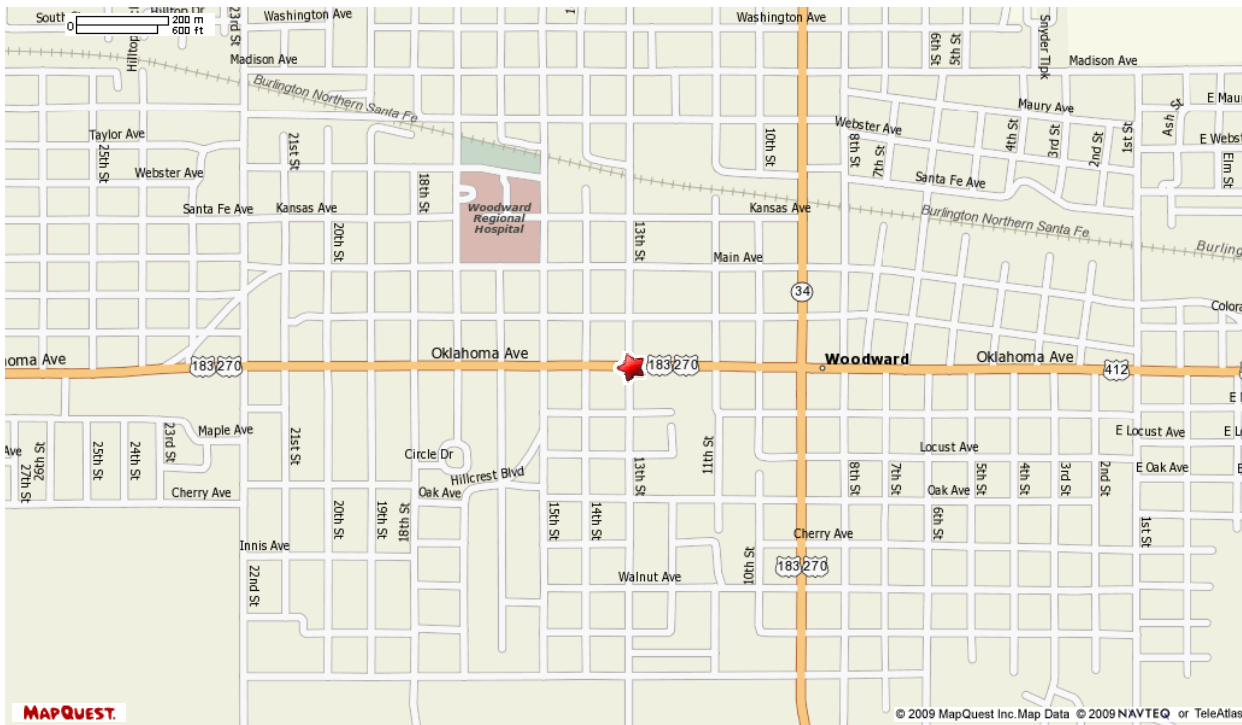 200 m
0
600 ft
Hilltop Dr
23rd St
Washington Ave
Washington Ave
6th St
5th St
Snyder Tlpk
Madison Ave
Madison Ave
Burlington Northern Santa Fe
Maury Ave
Ash St
E Mau
Taylor Ave
25th St
21st St
10th St
Webster Ave
8th St
7th St
4th St
3rd St
2nd St
1st St
E Webst
Elm St
Webster Ave
18th St
Santa Fe Ave
Santa Fe Ave
Kansas Ave
Woodward
Regional
Hospital
Kansas Ave
Burlington Northern Santa Fe
20th St
13th St
Main Ave
Burling
34
Colora
homa Ave
183 270
Oklahoma Ave
183 270
Woodward
Oklahoma Ave
412
Maple Ave
23rd St
21st St
Circle Dr
11th St
Locust Ave
E Locust Ave
E L
Ave
27th St
26th St
25th St
24th St
Hillcrest Blvd
13th St
8th St
7th St
5th St
4th St
3rd St
2nd St
E Oak Ave
Cherry Ave
Oak Ave
Oak Ave
20th St
19th St
18th St
15th St
14th St
6th St
1st St
Innis Ave
Cherry Ave
22nd St
Walnut Ave
10th St
183 270
MAPQUEST.
© 2009 MapQuest Inc. Map Data © 2009 NAVTEQ or TeleAtlas